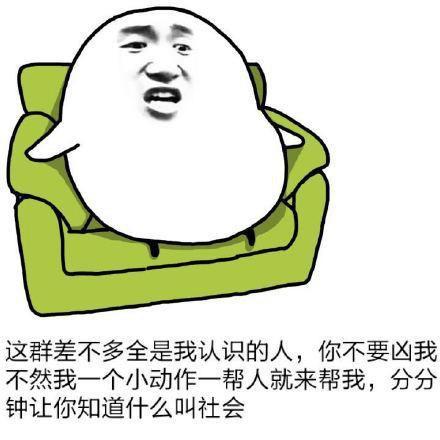 这群差不多全是我认识的人，你不要凶我
不然我一个小动作一帮人就来帮我，分分
钟让你知道什么叫社会